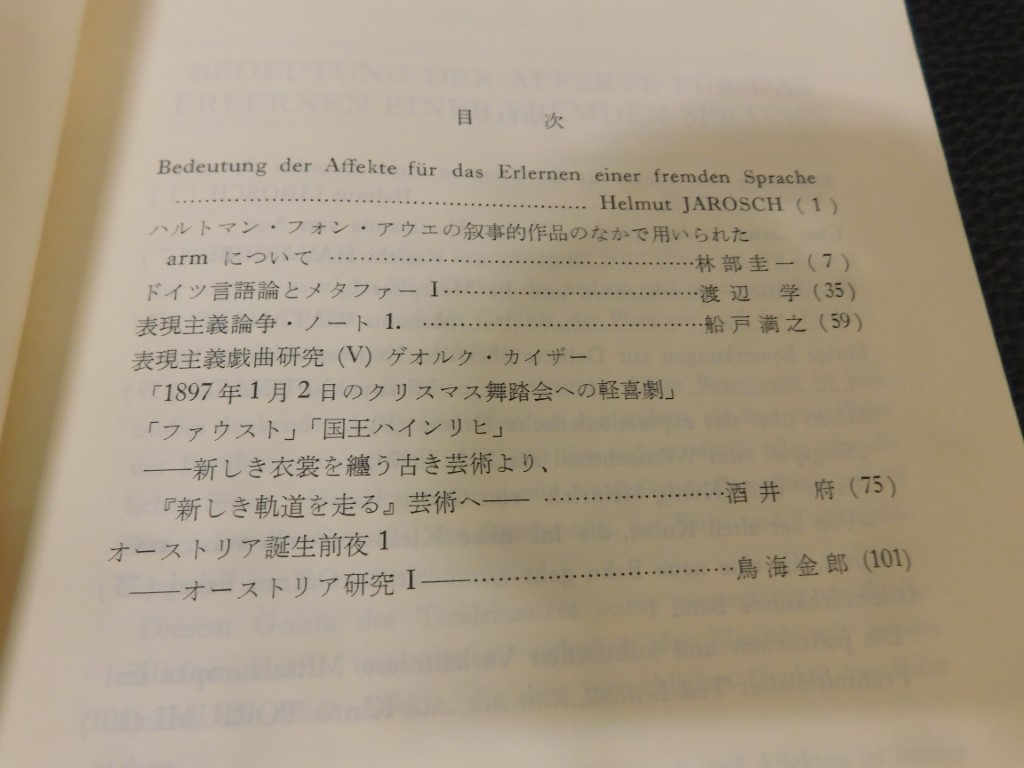 目 次
Bedeutung der Affekte für das Erlernen einer fremden Sprache
……………………………………………… Helmut JAROSCH ( 1 )
ハルトマン・フォン・アウエの叙事的作品のなかで用いられた
arm について……………………………………林部圭一 ( 7 )
ドイツ言語論とメタファー I……………………………渡辺 学 (35)
表現主義論争・ノート 1. ………………………………船戸満之 (59)
表現主義戯曲研究 (V) ゲオルク・カイザー
「1897年1月2日のクリスマス舞踏会への軽喜劇」
「ファウスト」「国王ハインリヒ」
――新しき衣裳を纏う古き芸術より、
『新しき軌道を走る』芸術へ―― …………………酒井 府 (75)
オーストリア誕生前夜 1
――オーストリア研究 I――……………………………鳥海金郎 (101)
BEDEUTUNG DER AFFEKTE FÜR DAS
ERLERNEN EINER FREMDEN SPRACHE